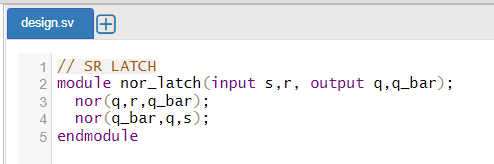 design.sv
1 // SR LATCH
2 module nor_latch(input s,r, output q,q_bar);
3   nor(q,r,q_bar);
4   nor(q_bar,q,s);
5 endmodule